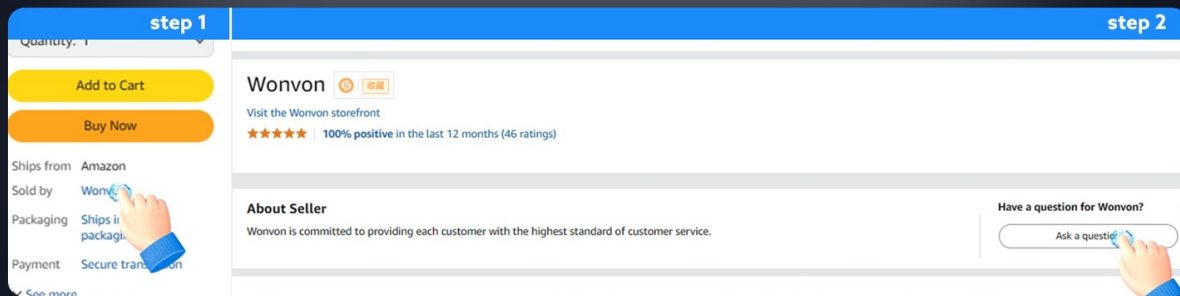 step 1
Quantity: 1
Add to Cart
Buy Now
Ships from Amazon
Sold by
Packaging Ships
Payment Secure
See more
step 2
Wonvon 收藏
Visit the Wonvon storefront
100% positive in the last 12 months (46 ratings)
About Seller
Wonvon is committed to providing each customer with the highest standard of customer service.
Have a question for Wonvon?
Ask a